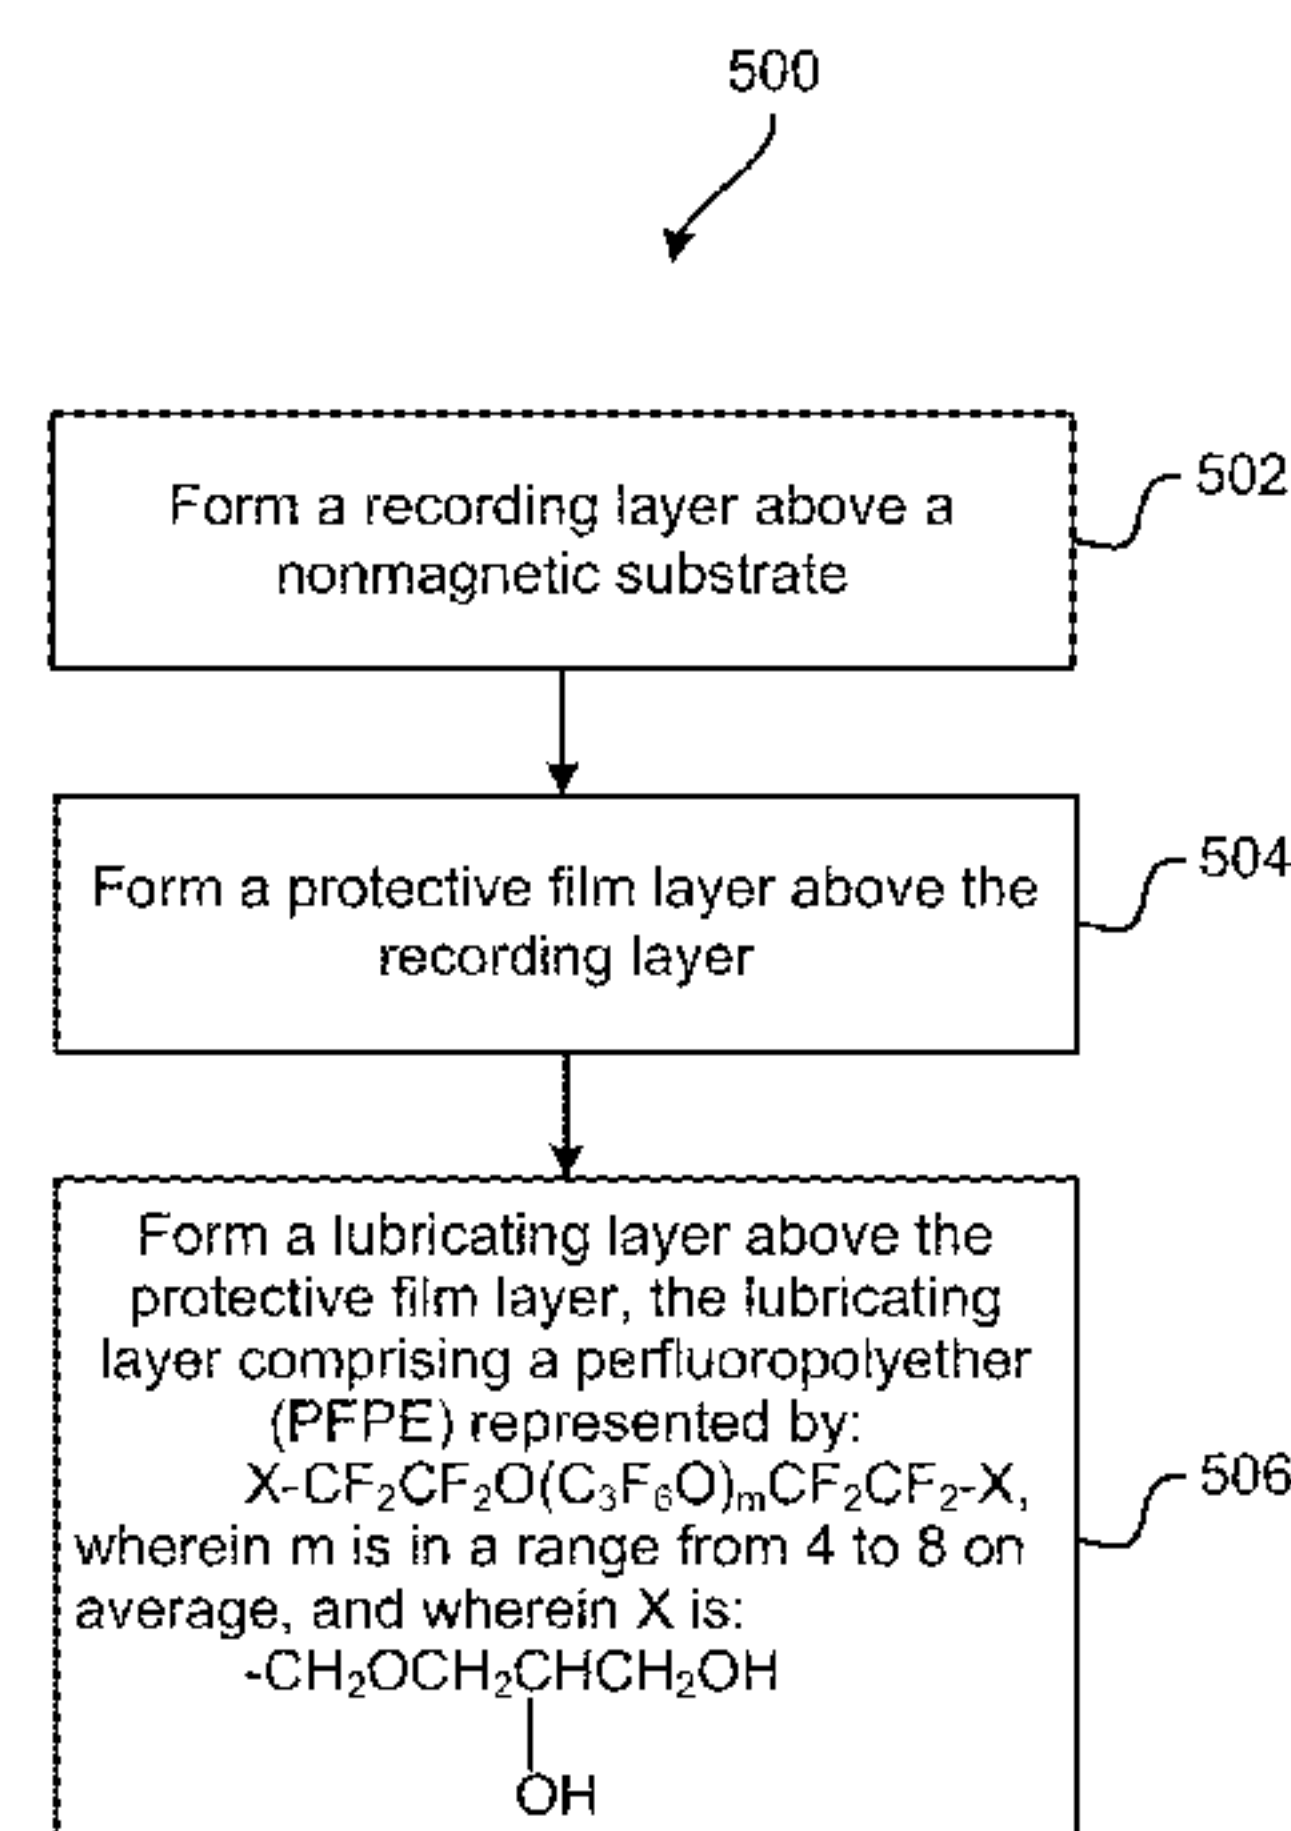 500
Form a recording layer above a
nonmagnetic substrate
502
Form a protective film layer above the
recording layer
504
Form a lubricating layer above the
protective film layer, the lubricating
layer comprising a perfluoropolyether
(PFPE) represented by:
X-CF₂CF₂O(C₃F₆O)ₘCF₂CF₂-X,
wherein m is in a range from 4 to 8 on
average, and wherein X is:
-CH₂OCH₂CHCH₂OH
OH
506